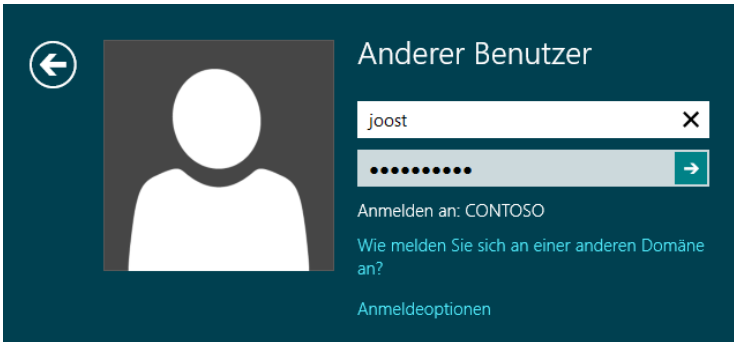 Anderer Benutzer
joost
••••••••••
Anmelden an: CONTOSO
Wie melden Sie sich an einer anderen Domäne
an?
Anmeldeoptionen